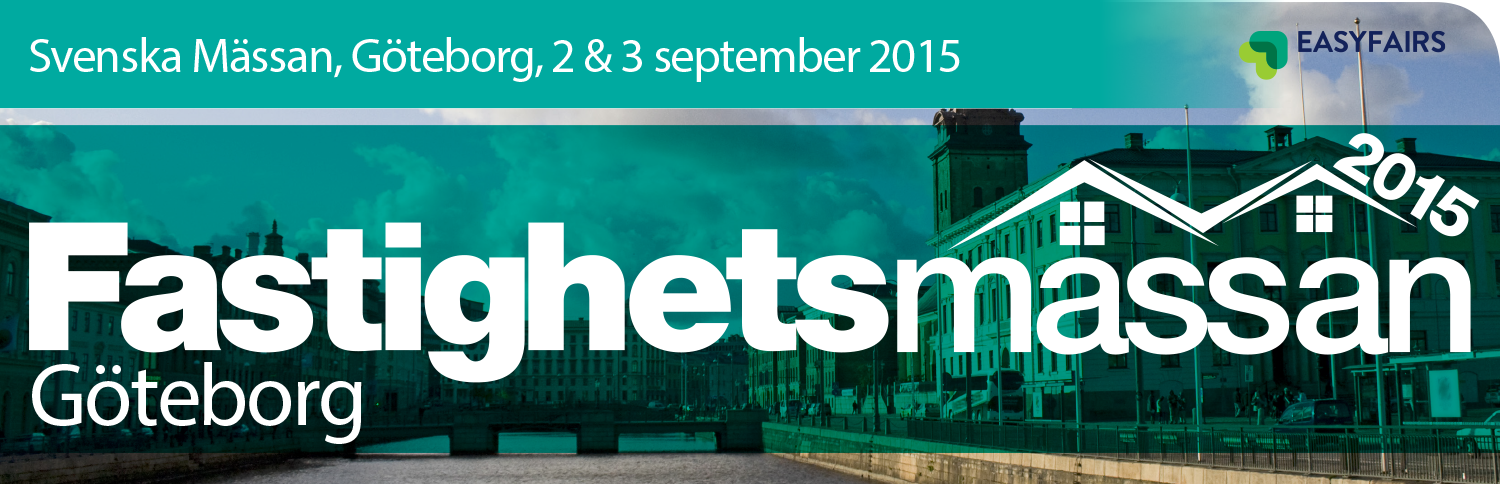 Svenska Mässan, Göteborg, 2 & 3 september 2015
EASYFAIRS
2015
Fastighetsmässan
Göteborg